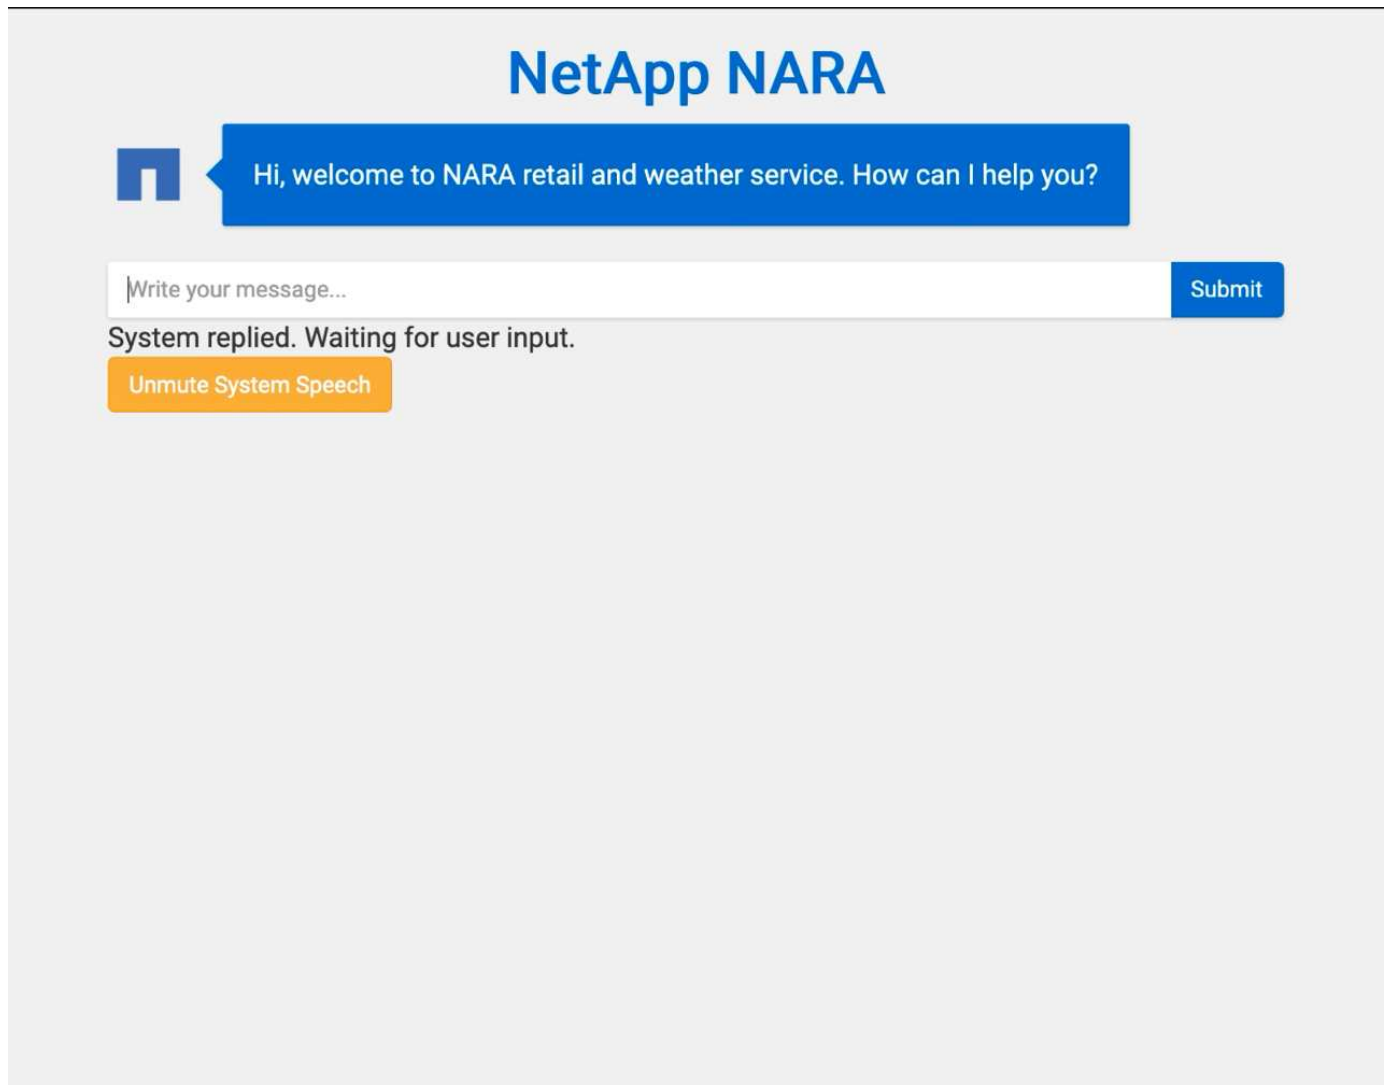 NetApp NARA
Hi, welcome to NARA retail and weather service. How can I help you?
Write your message...
Submit
System replied. Waiting for user input.
Unmute System Speech